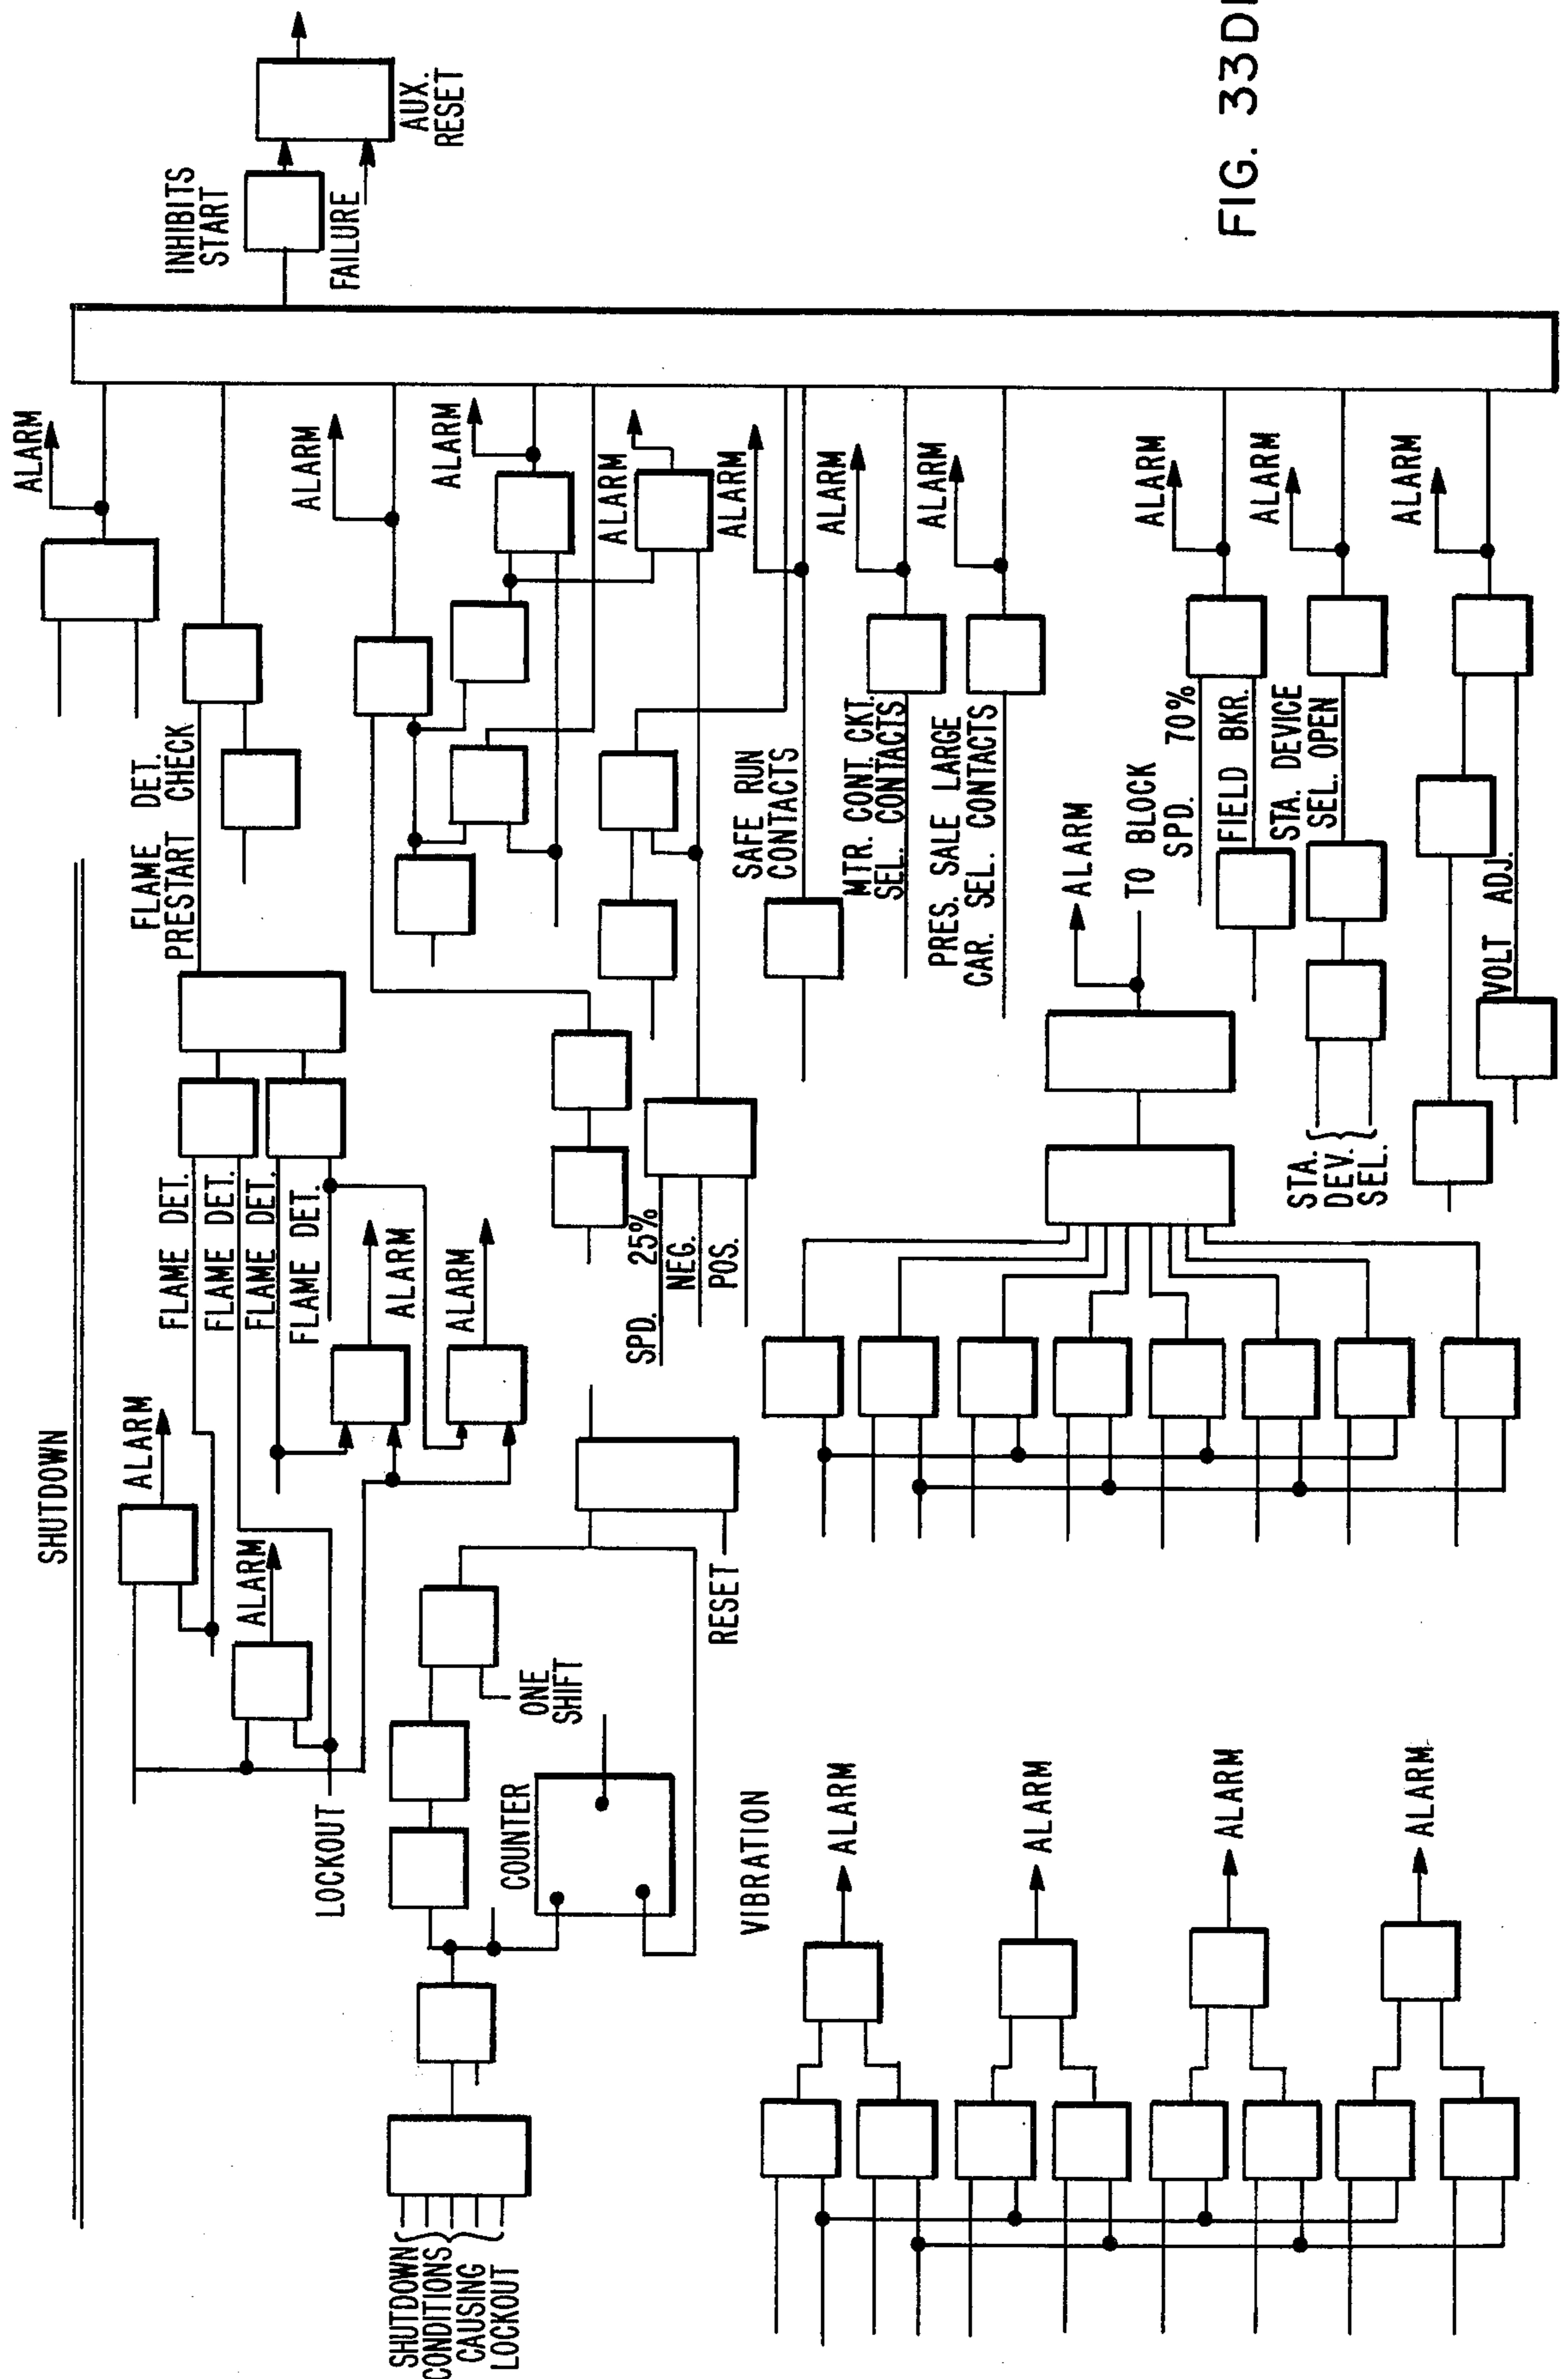 SHUTDOWN
INHIBITS
START
FAILURE
AUX.
RESET
ALARM
FLAME DET.
PRESTART CHECK
ALARM
ALARM
ALARM
ALARM
SAFE RUN
CONTACTS
ALARM
MTR. CONT. CKT.
SEL. CONTACTS
ALARM
PRES. SALE LARGE
CAR. SEL. CONTACTS
ALARM
TO BLOCK
SPD. 70%
FIELD BKR.
ALARM
STA. DEVICE
SEL. OPEN
ALARM
VOLT ADJ.
ALARM
STA.
DEV.
SEL.
FLAME DET.
FLAME DET.
FLAME DET.
FLAME DET.
ALARM
ALARM
ALARM
ALARM
LOCKOUT
SPD. 25%
NEG.
POS.
ONE
SHIFT
COUNTER
RESET
SHUTDOWN
CONDITIONS
CAUSING
LOCKOUT
VIBRATION
ALARM
ALARM
ALARM
ALARM